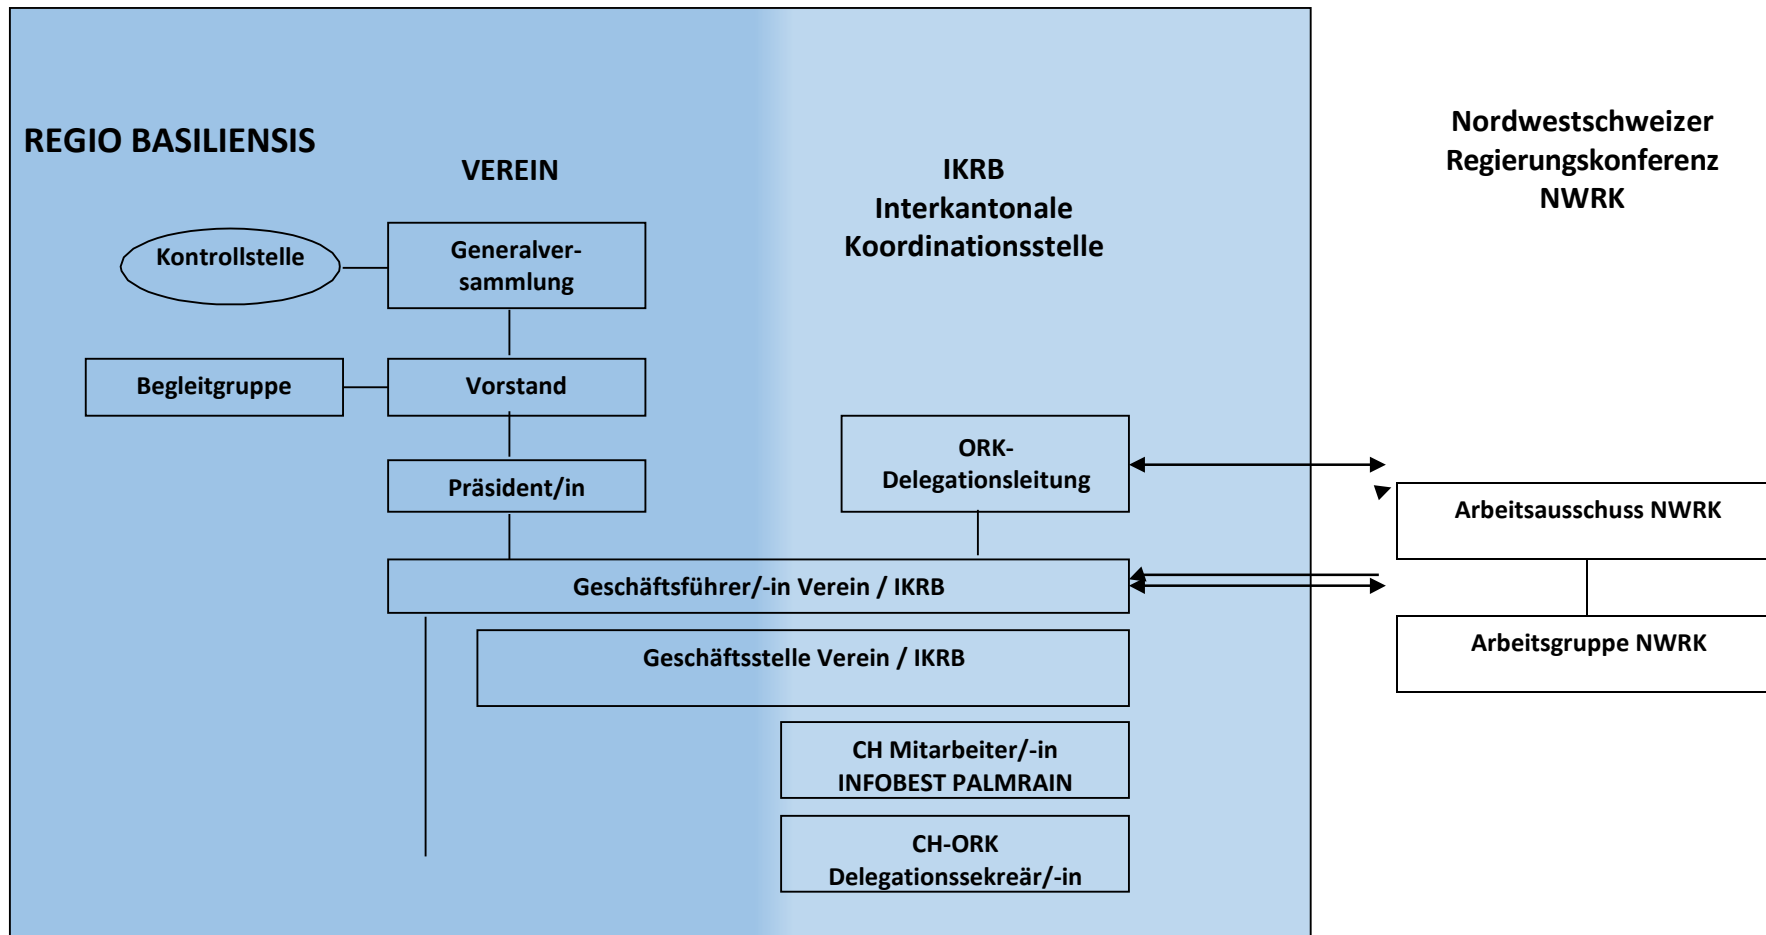 REGIO BASILIENSIS
VEREIN
IKRB
Interkantonale
Koordinationsstelle
Nordwestschweizer
Regierungskonferenz
NWRK
Kontrollstelle
Generalver-
sammlung
Begleitgruppe
Vorstand
Präsident/in
ORK-
Delegationsleitung
Arbeitsausschuss NWRK
Geschäftsführer/-in Verein / IKRB
Geschäftsstelle Verein / IKRB
Arbeitsgruppe NWRK
CH Mitarbeiter/-in
INFOBEST PALMRAIN
CH-ORK
Delegationssekreär/-in